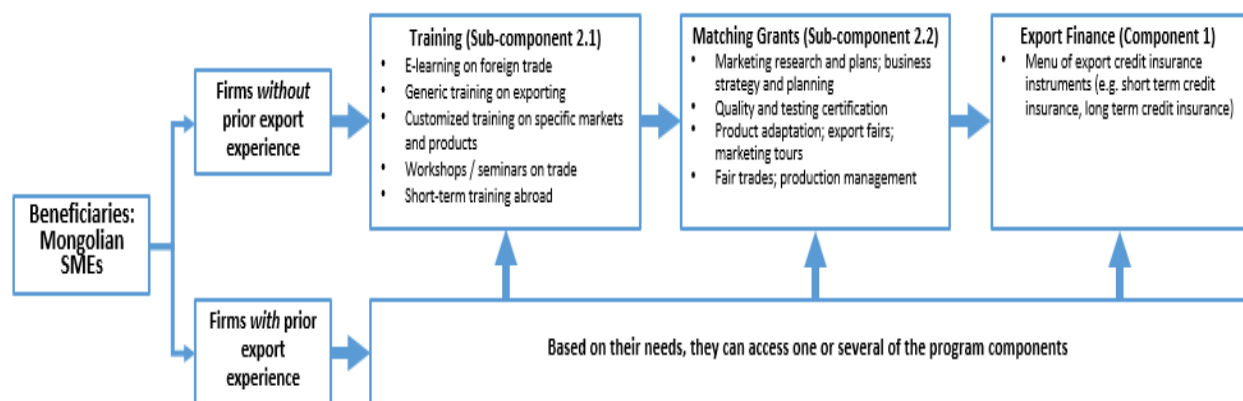 Beneficiaries:
Mongolian
SMEs
Firms without
prior export
experience
Training (Sub-component 2.1)
• E-learning on foreign trade
• Generic training on exporting
• Customized training on specific markets
and products
• Workshops / seminars on trade
• Short-term training abroad
Matching Grants (Sub-component 2.2)
• Marketing research and plans; business
strategy and planning
• Quality and testing certification
• Product adaptation; export fairs;
marketing tours
• Fair trades; production management
Export Finance (Component 1)
• Menu of export credit insurance
instruments (e.g. short term credit
insurance, long term credit insurance)
Firms with prior
export
experience
Based on their needs, they can access one or several of the program components